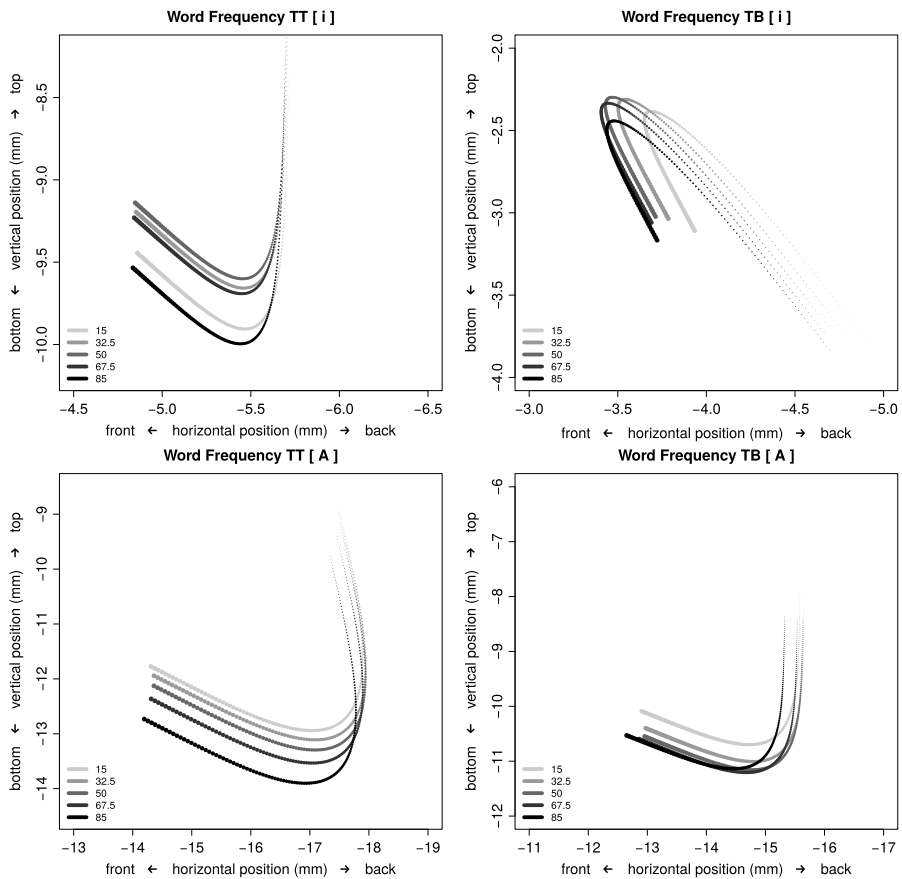 Word Frequency TT [ i ]
bottom ← vertical position (mm) → top
−8.5
−9.0
−9.5
−10.0
15
32.5
50
67.5
85
−4.5 −5.0 −5.5 −6.0 −6.5
front ← horizontal position (mm) → back
Word Frequency TB [ i ]
bottom ← vertical position (mm) → top
−2.0
−2.5
−3.0
−3.5
−4.0
15
32.5
50
67.5
85
−3.0 −3.5 −4.0 −4.5 −5.0
front ← horizontal position (mm) → back
Word Frequency TT [ A ]
bottom ← vertical position (mm) → top
−9
−10
−11
−12
−13
−14
15
32.5
50
67.5
85
−13 −14 −15 −16 −17 −18 −19
front ← horizontal position (mm) → back
Word Frequency TB [ A ]
bottom ← vertical position (mm) → top
−6
−7
−8
−9
−10
−11
−12
15
32.5
50
67.5
85
−11 −12 −13 −14 −15 −16 −17
front ← horizontal position (mm) → back